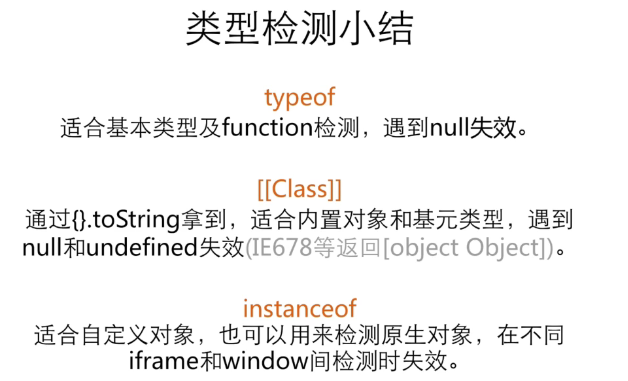 类型检测小结
typeof
适合基本类型及function检测，遇到null失效。
[[Class]]
通过{}.toString拿到，适合内置对象和基元类型，遇到
null和undefined失效(IE678等返回[object Object])。
instanceof
适合自定义对象，也可以用来检测原生对象，在不同
iframe和window间检测时失效。